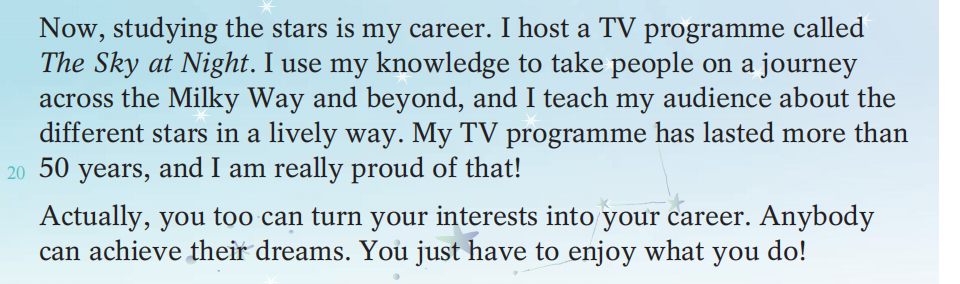 Now, studying the stars is my career. I host a TV programme called
The Sky at Night. I use my knowledge to take people on a journey
across the Milky Way and beyond, and I teach my audience about the
different stars in a lively way. My TV programme has lasted more than
20 50 years, and I am really proud of that!
Actually, you too can turn your interests into your career. Anybody
can achieve their dreams. You just have to enjoy what you do!